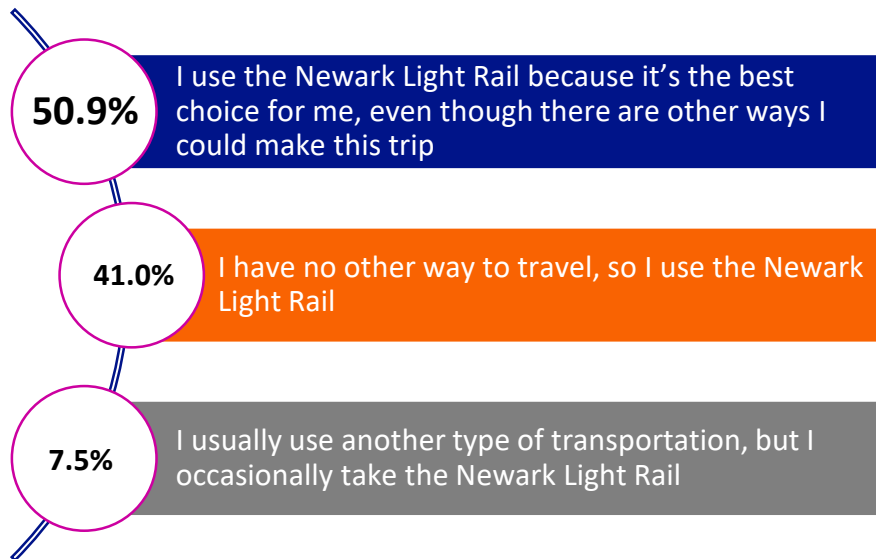 50.9%
I use the Newark Light Rail because it’s the best
choice for me, even though there are other ways I
could make this trip
41.0%
I have no other way to travel, so I use the Newark
Light Rail
7.5%
I usually use another type of transportation, but I
occasionally take the Newark Light Rail